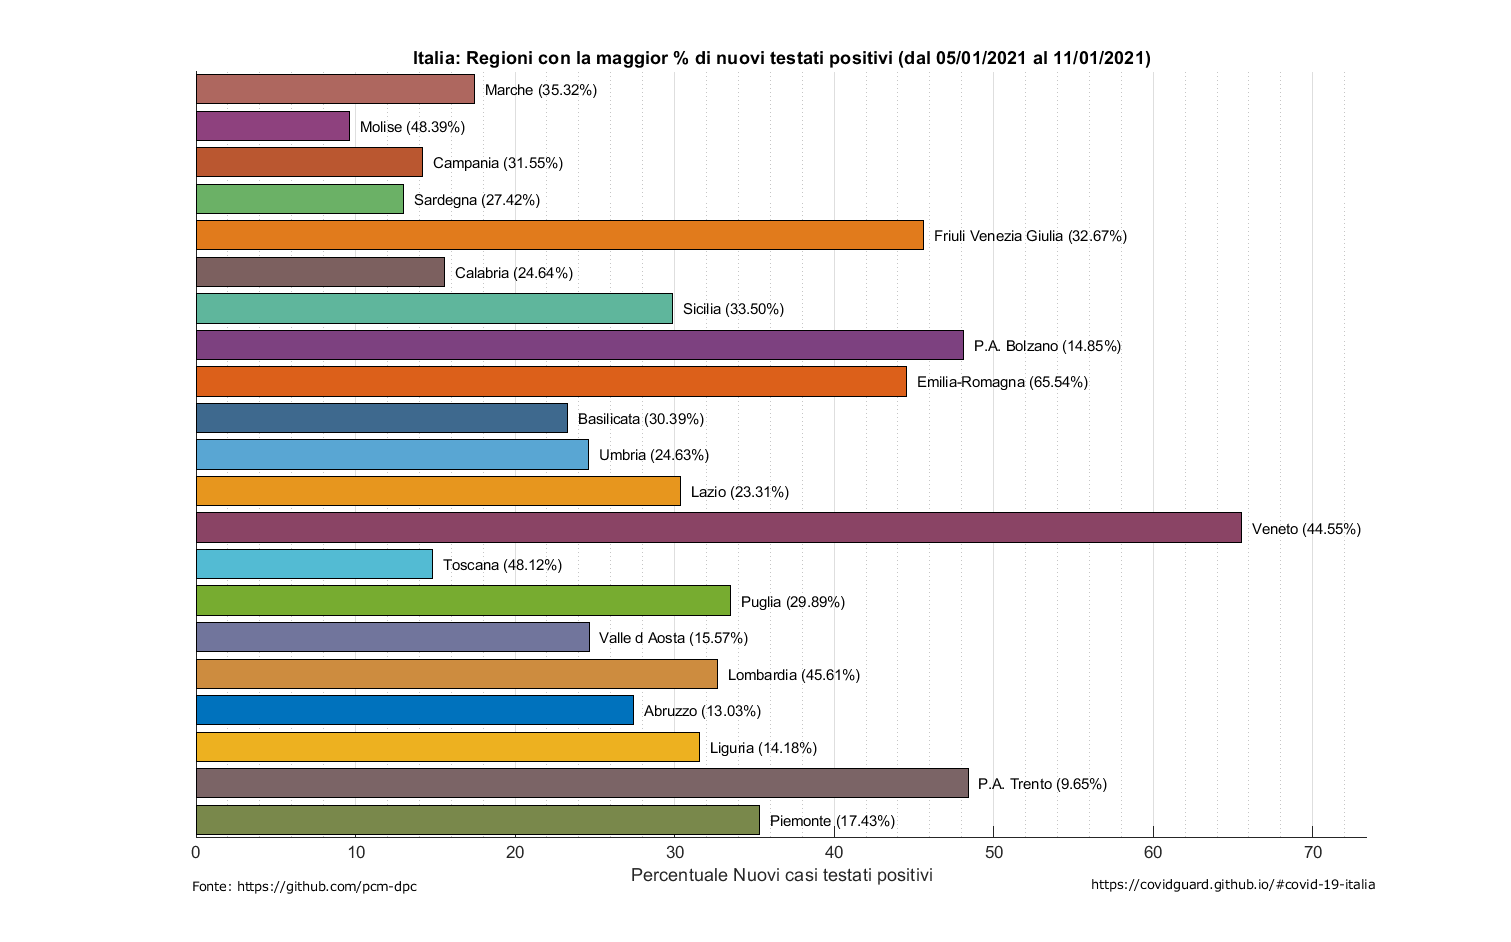 Italia: Regioni con la maggior % di nuovi testati positivi (dal 05/01/2021 al 11/01/2021)
Marche (35.32%)
Molise (48.39%)
Campania (31.55%)
Sardegna (27.42%)
Friuli Venezia Giulia (32.67%)
Calabria (24.64%)
Sicilia (33.50%)
P.A. Bolzano (14.85%)
Emilia-Romagna (65.54%)
Basilicata (30.39%)
Umbria (24.63%)
Lazio (23.31%)
Veneto (44.55%)
Toscana (48.12%)
Puglia (29.89%)
Valle d Aosta (15.57%)
Lombardia (45.61%)
Abruzzo (13.03%)
Liguria (14.18%)
P.A. Trento (9.65%)
Piemonte (17.43%)
0 10 20 30 40 50 60 70
Percentuale Nuovi casi testati positivi
Fonte: https://github.com/pcm-dpc
https://covidguard.github.io/#covid-19-italia